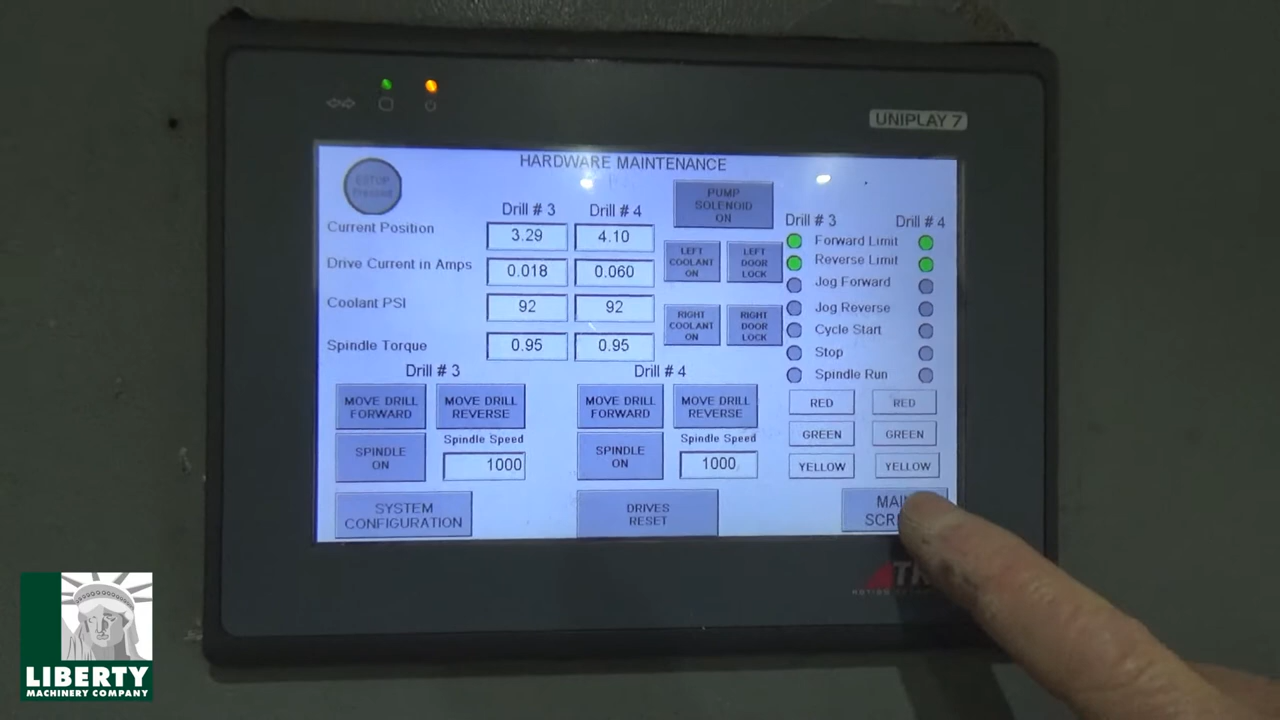 UNIPLAY 7
HARDWARE MAINTENANCE
ESTOP
Pressed
PUMP
SOLENOID
ON
Drill # 3
Drill # 4
Drill # 3
Drill # 4
Current Position
3.29
4.10
Forward Limit
Drive Current in Amps
0.018
0.060
LEFT
COOLANT
ON
LEFT
DOOR
LOCK
Reverse Limit
Jog Forward
Coolant PSI
92
92
Jog Reverse
RIGHT
COOLANT
ON
RIGHT
DOOR
LOCK
Cycle Start
Spindle Torque
0.95
0.95
Stop
Drill # 3
Drill # 4
Spindle Run
MOVE DRILL
FORWARD
MOVE DRILL
REVERSE
MOVE DRILL
FORWARD
MOVE DRILL
REVERSE
RED
RED
GREEN
GREEN
SPINDLE
ON
Spindle Speed
1000
SPINDLE
ON
Spindle Speed
1000
YELLOW
YELLOW
SYSTEM
CONFIGURATION
DRIVES
RESET
LIBERTY
MACHINERY COMPANY